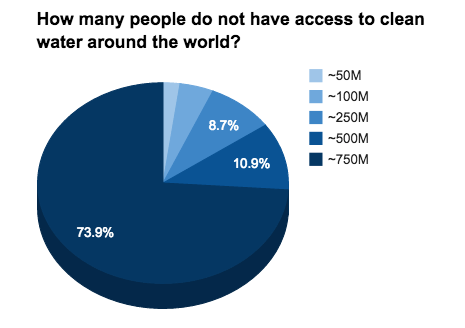 How many people do not have access to clean
water around the world?
~50M
~100M
~250M
~500M
~750M
8.7%
10.9%
73.9%